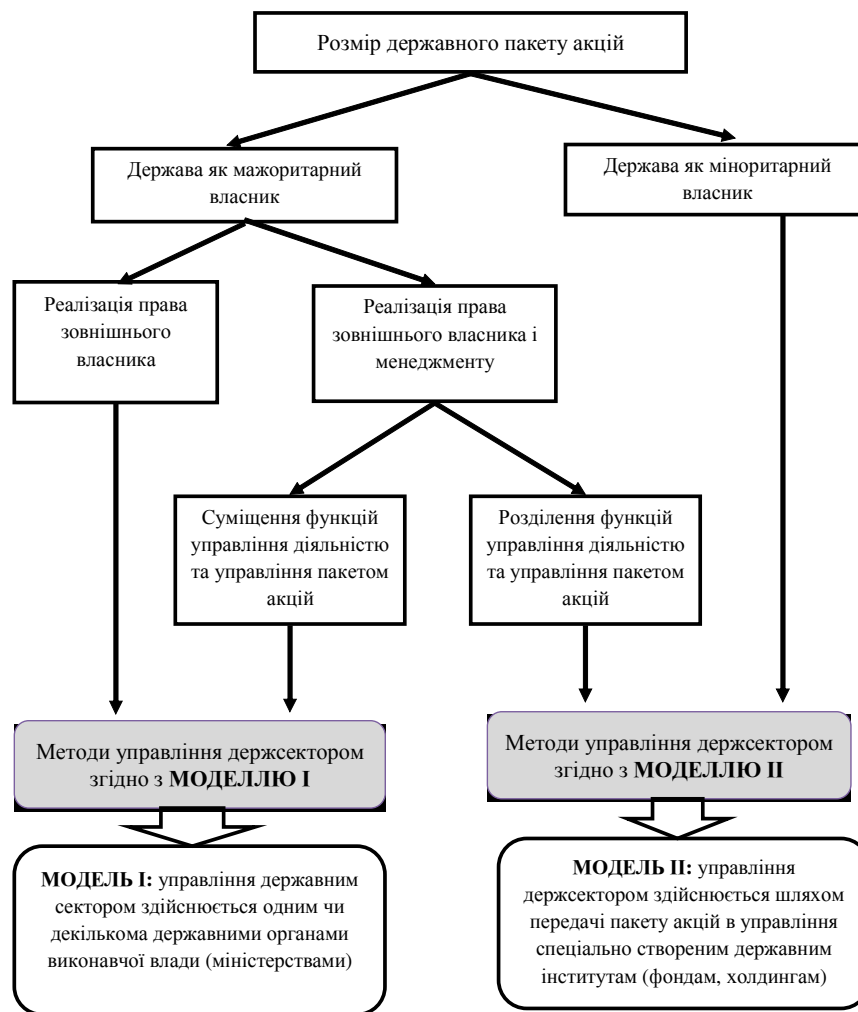 Розмір державного пакету акцій
Держава як мажоритарний
власник
Держава як міноритарний
власник
Реалізація права
зовнішнього
власника
Реалізація права
зовнішнього власника і
менеджменту
Суміщення функцій
управління діяльністю
та управління пакетом
акцій
Розділення функцій
управління діяльністю
та управління пакетом
акцій
Методи управління держсектором
згідно з МОДЕЛЛЮ І
Методи управління держсектором
згідно з МОДЕЛЛЮ ІІ
МОДЕЛЬ І: управління державним
сектором здійснюється одним чи
декількома державними органами
виконавчої влади (міністерствами)
МОДЕЛЬ ІІ: управління
держсектором здійснюється шляхом
передачі пакету акцій в управління
спеціально створеним державним
інститутам (фондам, холдингам)